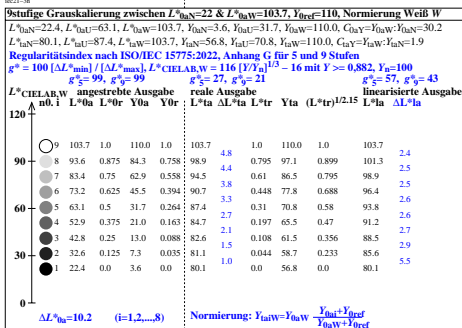 9stufige Grauskalierung zwischen L*0aN=22 & L*0aW=103.7, Y0ref=110, Normierung Weiß W
L*0aN=22.4, L*0aU=63.1, L*0aW=103.7, Y0aN=3.6, Y0aU=31.7, Y0aW=110.0, C0aY=Y0aW:Y0aN=30.2
L*taN=80.1, L*taU=87.4, L*taW=103.7, YtaN=56.8, YtaU=70.8, YtaW=110.0, CtaY=YtaW:YtaN=1.9
Regularitätsindex nach ISO/IEC 15775:2022, Anhang G für 5 und 9 Stufen
g* = 100 [ΔL*min] / [ΔL*max], L*CIELAB,W = 116 [Y/Yn]1/3 − 16 mit Y >= 0,882, Yn=100
g*5= 99, g*9= 99 g*5= 27, g*9= 21 g*5= 57, g*9= 43
L*CIELAB,W angestrebte Ausgabe reale Ausgabe linearisierte Ausgabe
n0. i L*0a L*0r Y0a Y0r L*ta ΔL*ta L*tr Yta (L*tr)1/2.15 L*la ΔL*la
120
9 103.7 1.0 110.0 1.0 103.7 1.0 110.0 1.0 103.7
4.8 2.4
8 93.6 0.875 84.3 0.758 98.9 0.795 97.1 0.899 101.3
4.4 2.5
90
7 83.4 0.75 62.9 0.558 94.5 0.61 86.5 0.795 98.9
3.8 2.5
6 73.2 0.625 45.5 0.394 90.7 0.448 77.8 0.688 96.4
3.3 2.6
60
5 63.1 0.5 31.7 0.264 87.4 0.31 70.8 0.58 93.8
2.7 2.6
4 52.9 0.375 21.0 0.163 84.7 0.197 65.5 0.47 91.2
2.1 2.7
3 42.8 0.25 13.0 0.088 82.6 0.108 61.5 0.356 88.5
1.5 2.9
30
2 32.6 0.125 7.3 0.035 81.1 0.044 58.7 0.233 85.6
1.0 5.5
1 22.4 0.0 3.6 0.0 80.1 0.0 56.8 0.0 80.1
0
ΔL*0a=10.2 (i=1,2,...,8) Normierung: YtaiW=Y0aW Y0ai+Y0ref
Y0aW+Y0ref